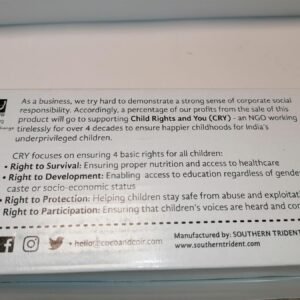 As a business, we try hard to demonstrate a strong sense of corporate social
responsibility. Accordingly, a percentage of our profits from the sale of this
product will go to supporting Child Rights and You (CRY) - an NGO working
tirelessly for over 4 decades to ensure happier childhoods for India's
underprivileged children.
CRY focuses on ensuring 4 basic rights for all children:
• Right to Survival: Ensuring proper nutrition and access to healthcare
• Right to Development: Enabling access to education regardless of gende
caste or socio-economic status
• Right to Protection: Helping children stay safe from abuse and exploitati
• Right to Participation: Ensuring that children's voices are heard and con
• hello@cocoandcoir.com
Manufactured by: SOUTHERN TRIDENT
www.southerntrident.com